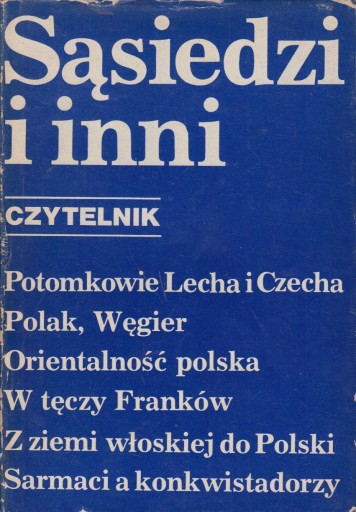 Sąsiedzi
i inni
CZYTELNIK
Potomkowie Lecha i Czecha
Polak, Węgier
Orientalność polska
W tęczy Franków
Z ziemi włoskiej do Polski
Sarmaci a konkwistadorzy